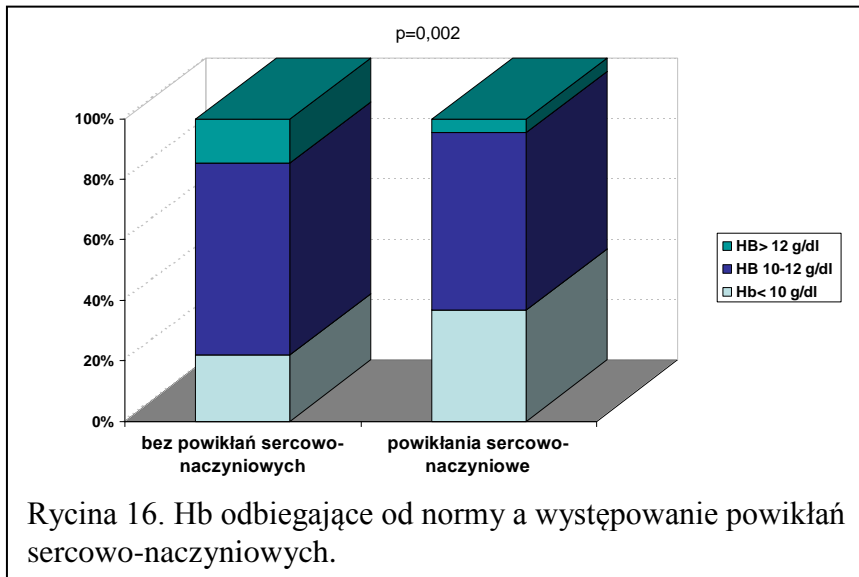 p=0,002
100%
80%
60%
40%
20%
0%
HB> 12 g/dl
HB 10-12 g/dl
Hb< 10 g/dl
bez powikłań sercowo-
naczyniowych
powikłania sercowo-
naczyniowe
Rycina 16. Hb odbiegające od normy a występowanie powikłań
sercowo-naczyniowych.